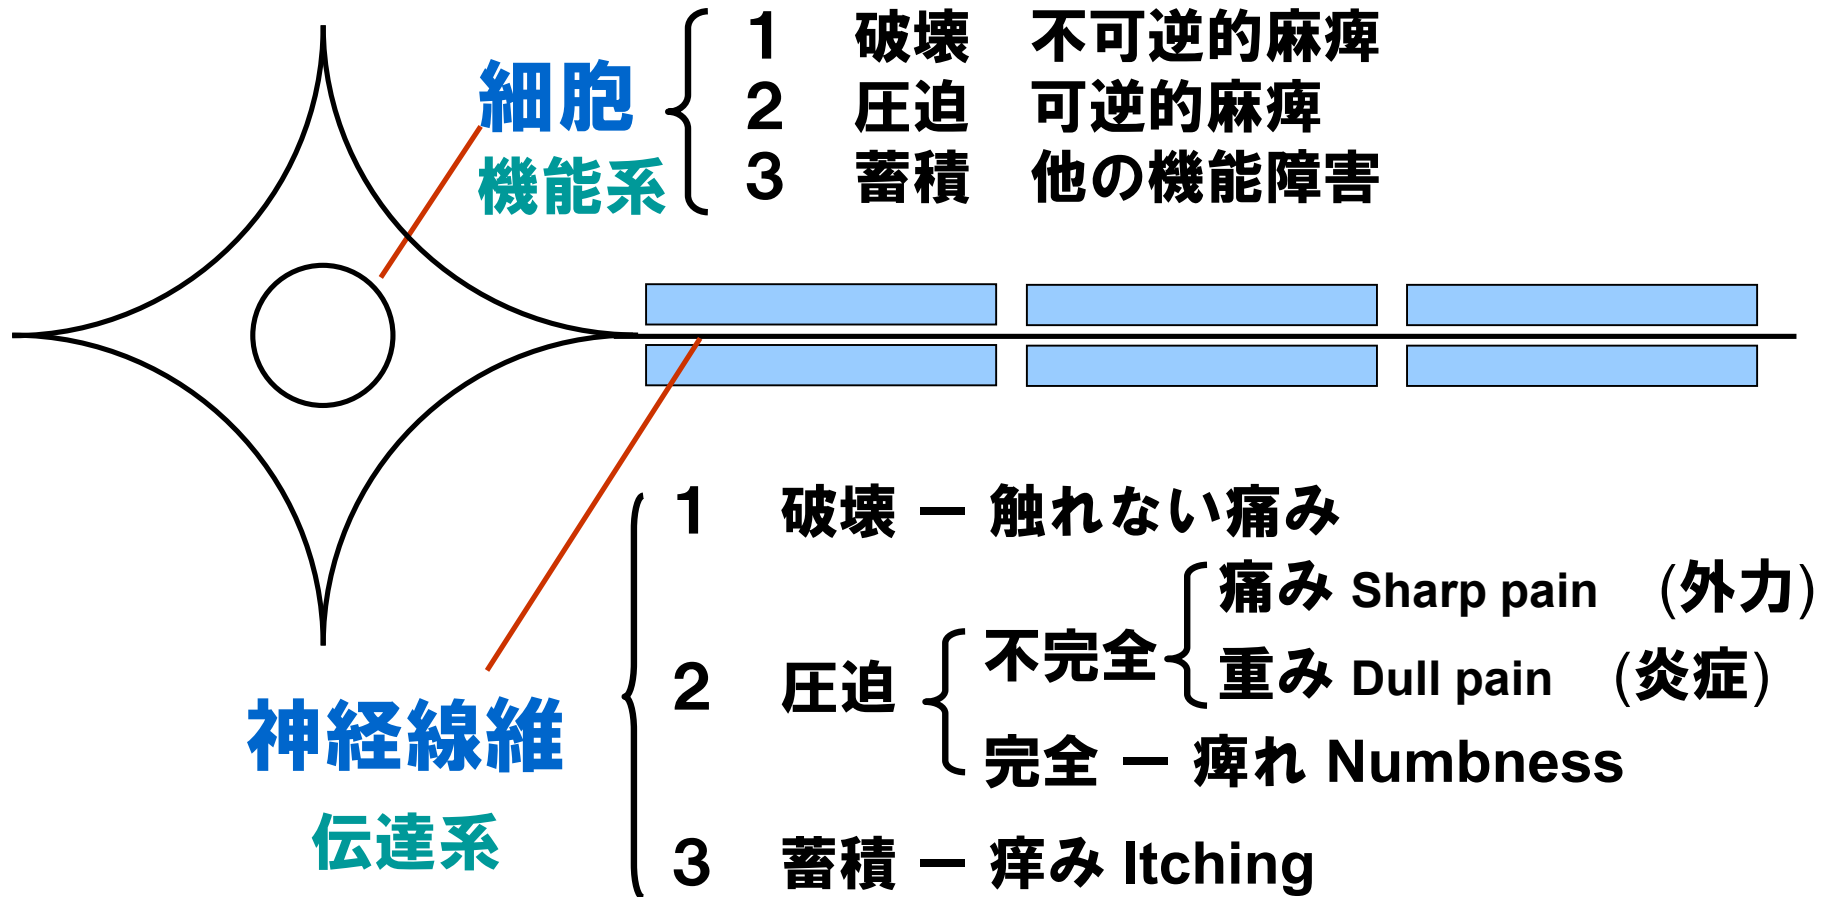 細胞
機能系
1 破壊 不可逆的麻痺
2 圧迫 可逆的麻痺
3 蓄積 他の機能障害
神経線維
伝達系
1 破壊 － 触れない痛み
2 圧迫
不完全
痛み Sharp pain (外力)
重み Dull pain (炎症)
完全 － 痺れ Numbness
3 蓄積 － 痒み Itching